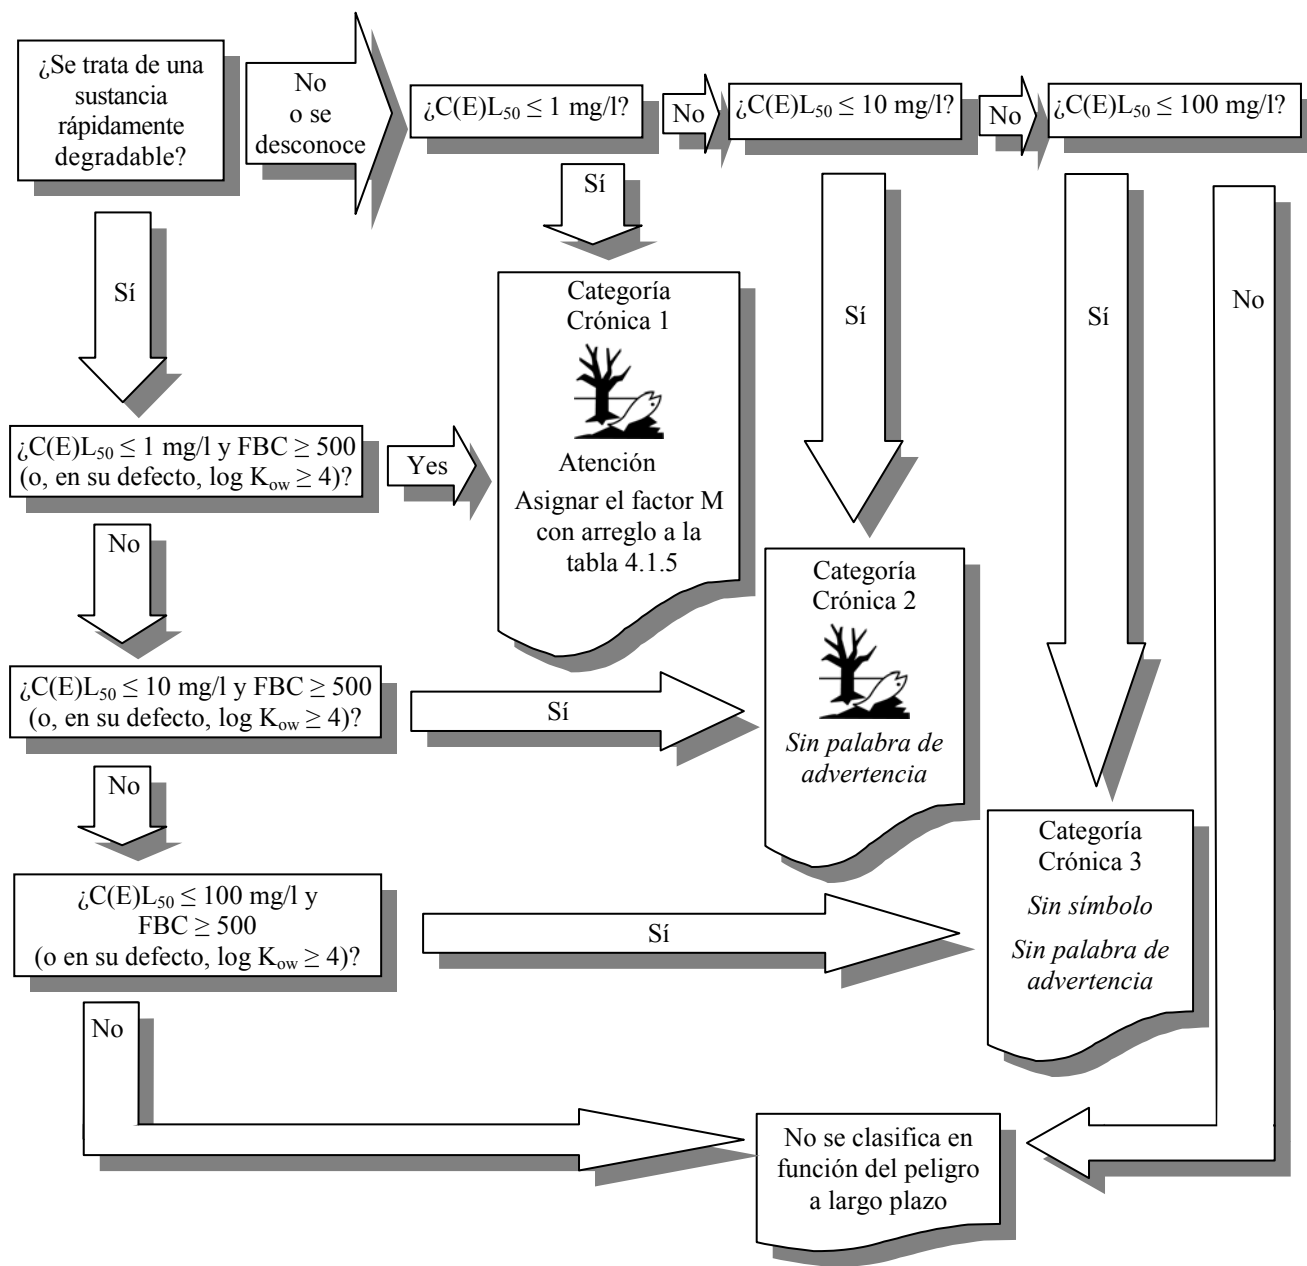 ¿Se trata de una
sustancia
rápidamente
degradable?
No
o se
desconoce
¿C(E)L50 ≤ 1 mg/l?
No
¿C(E)L50 ≤ 10 mg/l?
No
¿C(E)L50 ≤ 100 mg/l?
Sí
Sí
Sí
Sí
No
Categoría
Crónica 1
Atención
Asignar el factor M
con arreglo a la
tabla 4.1.5
¿C(E)L50 ≤ 1 mg/l y FBC ≥ 500
(o, en su defecto, log Kow ≥ 4)?
Yes
No
Categoría
Crónica 2
Sin palabra de
advertencia
¿C(E)L50 ≤ 10 mg/l y FBC ≥ 500
(o, en su defecto, log Kow ≥ 4)?
Sí
No
Categoría
Crónica 3
Sin símbolo
Sin palabra de
advertencia
¿C(E)L50 ≤ 100 mg/l y
FBC ≥ 500
(o en su defecto, log Kow ≥ 4)?
Sí
No
No se clasifica en
función del peligro
a largo plazo